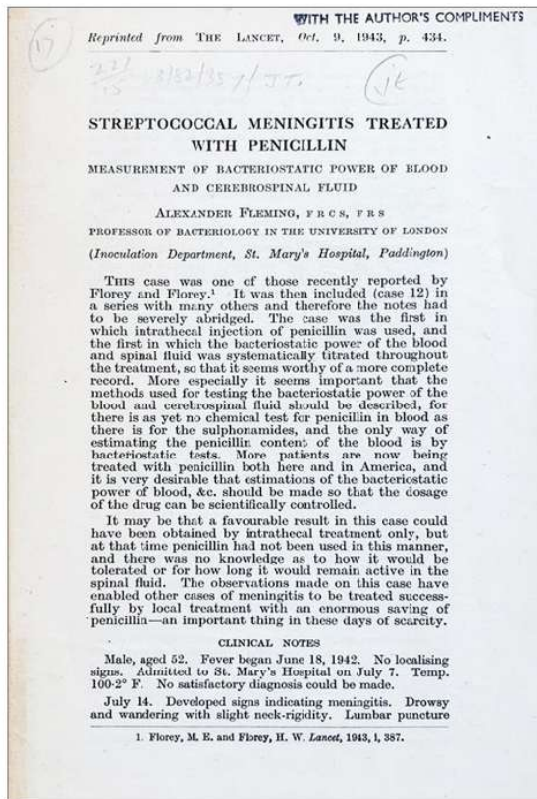 WITH THE AUTHOR'S COMPLIMENTS
Reprinted from THE LANCET, Oct. 9, 1943, p. 434.
17
STREPTOCOCCAL MENINGITIS TREATED
WITH PENICILLIN
MEASUREMENT OF BACTERIOSTATIC POWER OF BLOOD
AND CEREBROSPINAL FLUID
ALEXANDER FLEMING, F R C S, F R S
PROFESSOR OF BACTERIOLOGY IN THE UNIVERSITY OF LONDON
(Inoculation Department, St. Mary's Hospital, Paddington)
THIS case was one of those recently reported by
Florey and Florey.¹ It was then included (case 12) in
a series with many others and therefore the notes had
to be severely abridged. The case was the first in
which intrathecal injection of penicillin was used, and
the first in which the bacteriostatic power of the blood
and spinal fluid was systematically titrated throughout
the treatment, so that it seems worthy of a more complete
record. More especially it seems important that the
methods used for testing the bacteriostatic power of the
blood and cerebrospinal fluid should be described, for
there is as yet no chemical test for penicillin in blood as
there is for the sulphonamides, and the only way of
estimating the penicillin content of the blood is by
bacteriostatic tests. More patients are now being
treated with penicillin both here and in America, and
it is very desirable that estimations of the bacteriostatic
power of blood, &c. should be made so that the dosage
of the drug can be scientifically controlled.
It may be that a favourable result in this case could
have been obtained by intrathecal treatment only, but
at that time penicillin had not been used in this manner,
and there was no knowledge as to how it would be
tolerated or for how long it would remain active in the
spinal fluid. The observations made on this case have
enabled other cases of meningitis to be treated success-
fully by local treatment with an enormous saving of
penicillin—an important thing in these days of scarcity.
CLINICAL NOTES
Male, aged 52. Fever began June 18, 1942. No localising
signs. Admitted to St. Mary's Hospital on July 7. Temp.
100·2° F. No satisfactory diagnosis could be made.
July 14. Developed signs indicating meningitis. Drowsy
and wandering with slight neck-rigidity. Lumbar puncture
1. Florey, M. E. and Florey, H. W. Lancet, 1943, i, 387.